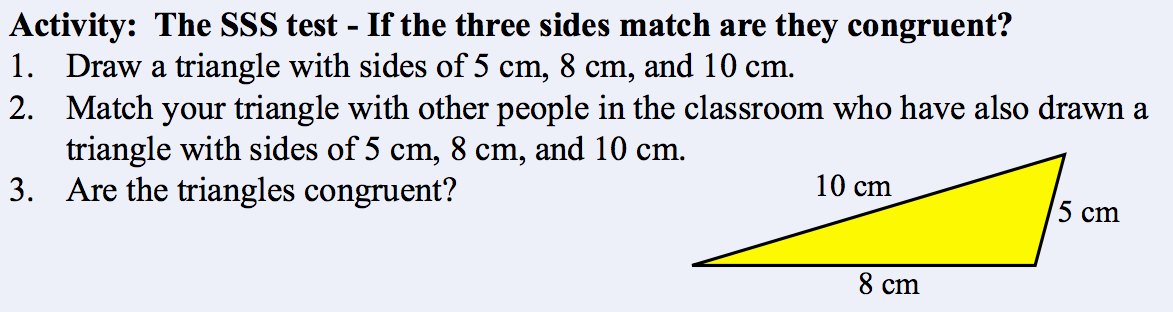 Activity: The SSS test - If the three sides match are they congruent?
1. Draw a triangle with sides of 5 cm, 8 cm, and 10 cm.
2. Match your triangle with other people in the classroom who have also drawn a
triangle with sides of 5 cm, 8 cm, and 10 cm.
3. Are the triangles congruent?
10 cm
5 cm
8 cm